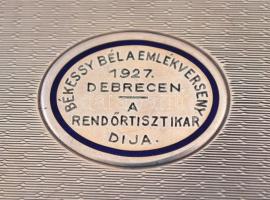 BÉKESSY BÉLA EMLÉKVERSENY
1927.
DEBRECEN
A
RENDŐRTISZTIKAR
DIJA.